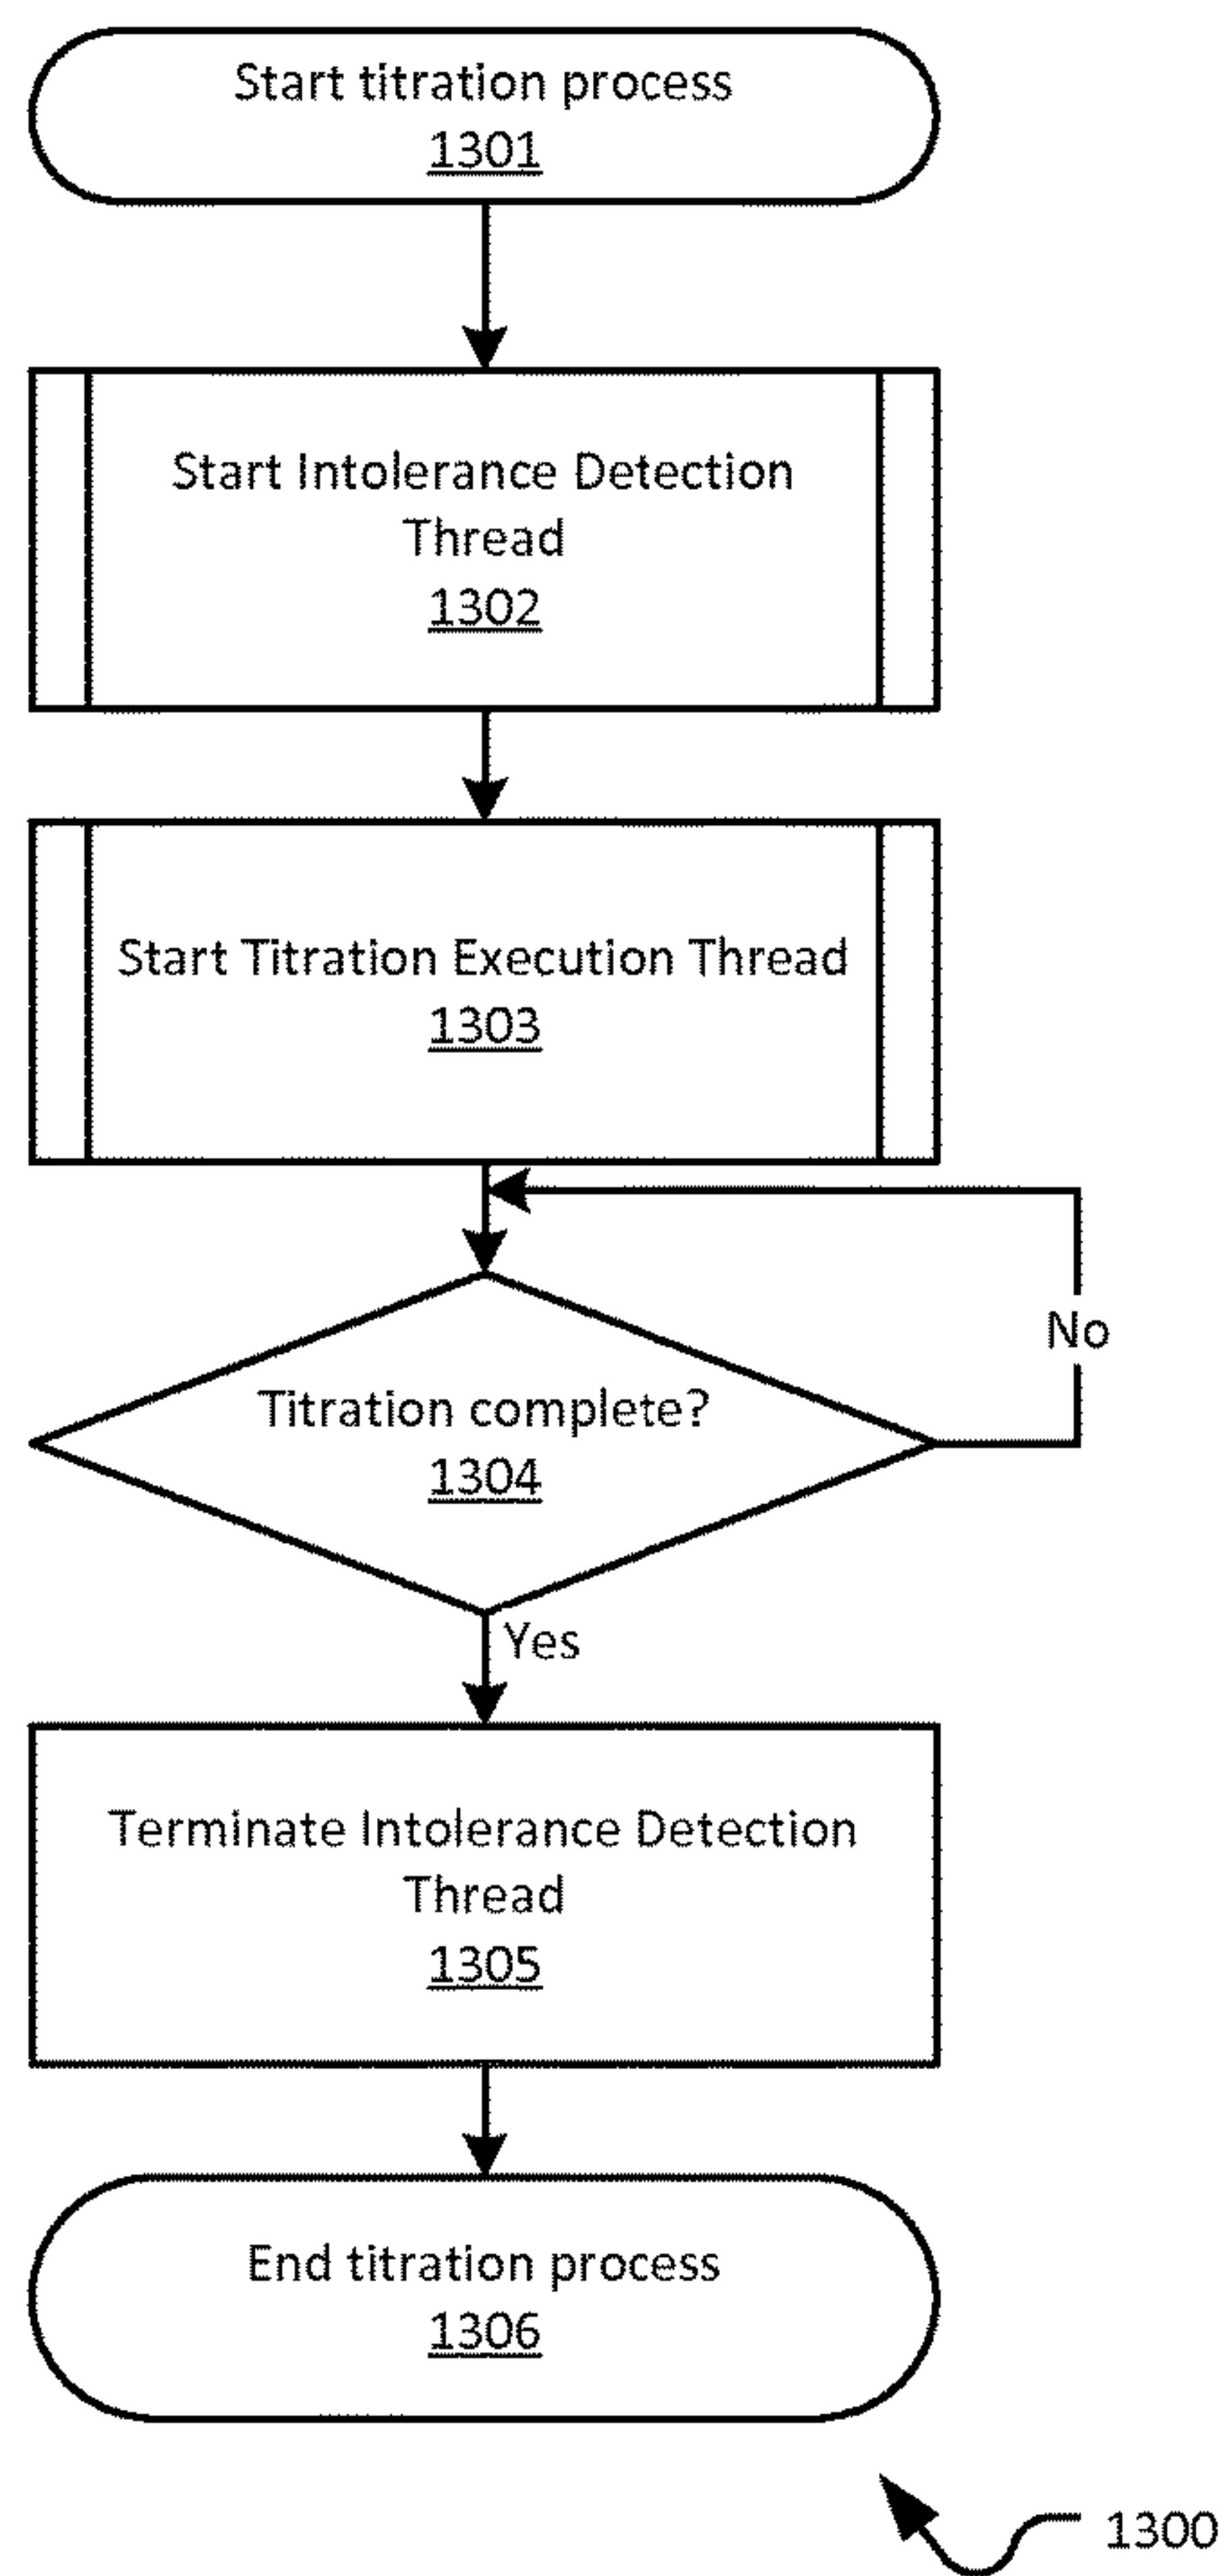 Start titration process
1301
Start Intolerance Detection
Thread
1302
Start Titration Execution Thread
1303
No
Titration complete?
1304
Yes
Terminate Intolerance Detection
Thread
1305
End titration process
1306
1300